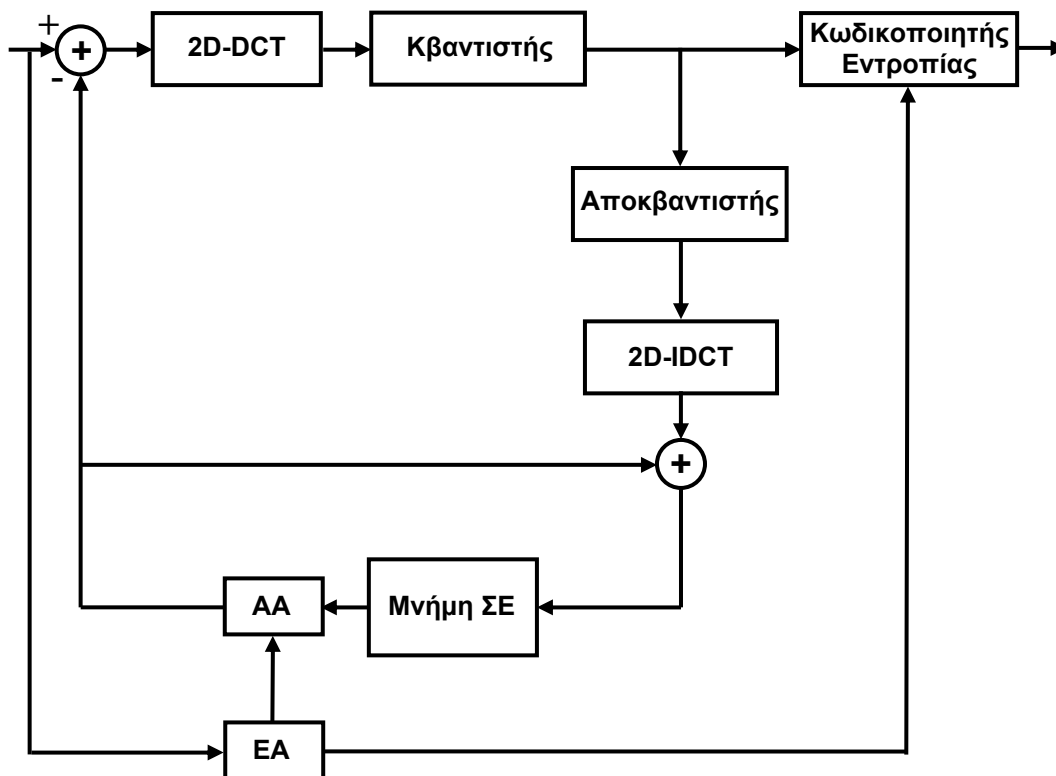 +
+
2D-DCT
Κβαντιστής
Κωδικοποιητής
Εντροπίας
-
Αποκβαντιστής
2D-IDCT
+
ΑΑ
Μνήμη ΣΕ
ΕΑ